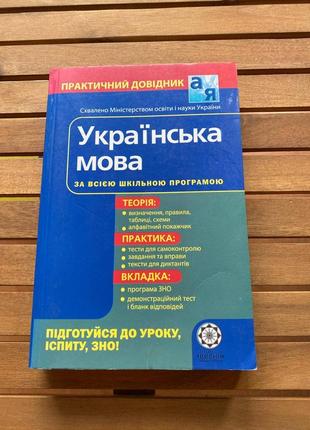 ПРАКТИЧНИЙ ДОВІДНИК
а
Я
Схвалено Міністерством освіти і науки України
Українська
мова
ЗА ВСІЄЮ ШКІЛЬНОЮ ПРОГРАМОЮ
ТЕОРІЯ:
• визначення, правила,
таблиці, схеми
• алфавітний покажчик
ПРАКТИКА:
• тести для самоконтролю
• завдання та вправи
• тексти для диктантів
ВКЛАДКА:
• програма ЗНО
• демонстраційний тест
і бланк відповідей
ПІДГОТУЙСЯ ДО УРОКУ,
ІСПИТУ, ЗНО!